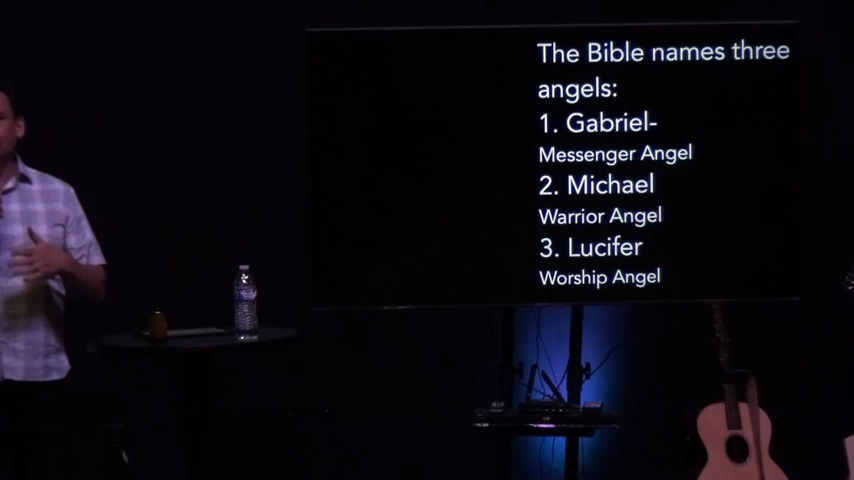 The Bible names three
angels:
1. Gabriel-
Messenger Angel
2. Michael
Warrior Angel
3. Lucifer
Worship Angel